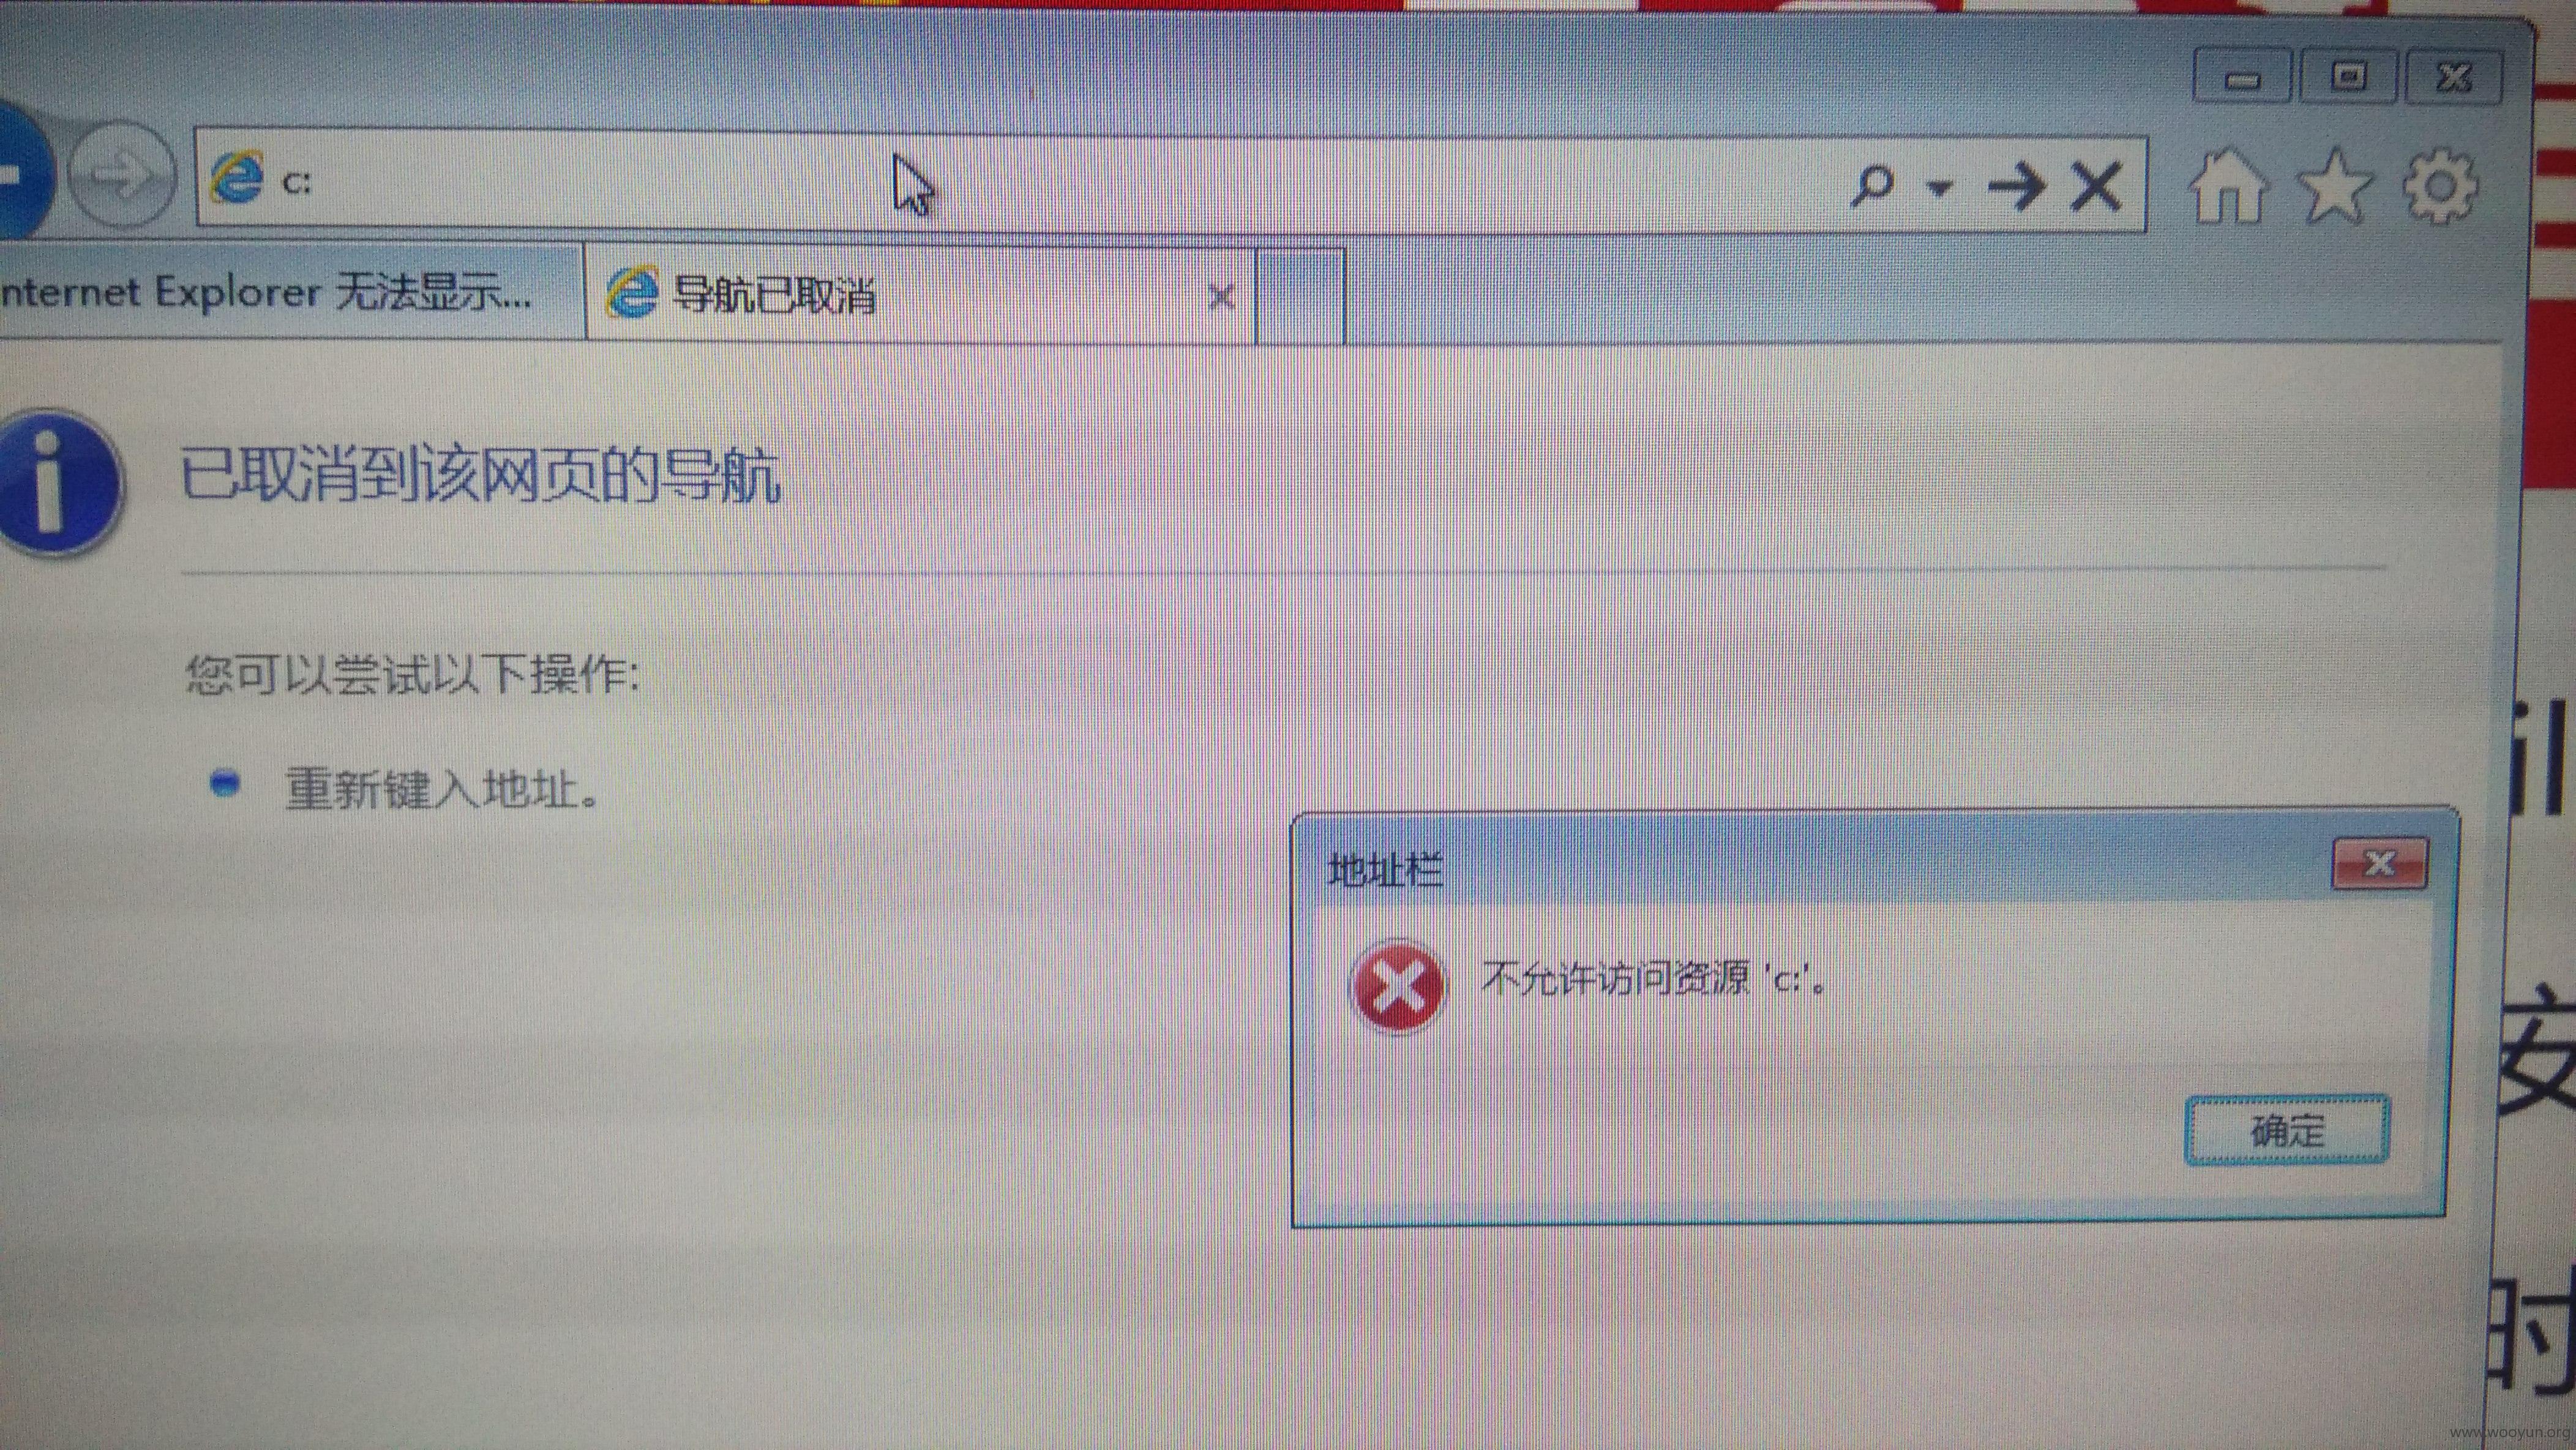 c:
nternet Explorer 无法显示...
导航已取消
已取消到该网页的导航
您可以尝试以下操作:
重新键入地址。
地址栏
不允许访问资源 'c:'。
确定
il
安
时
www.wooyun.org